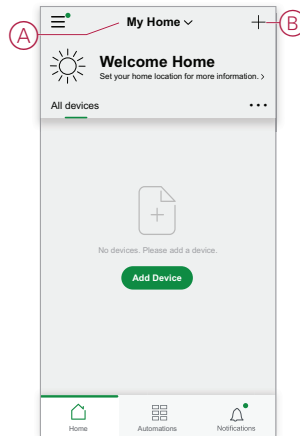 A
My Home
B
Welcome Home
Set your home location for more information. >
All devices
No devices. Please add a device.
Add Device
Home
Automations
Notifications